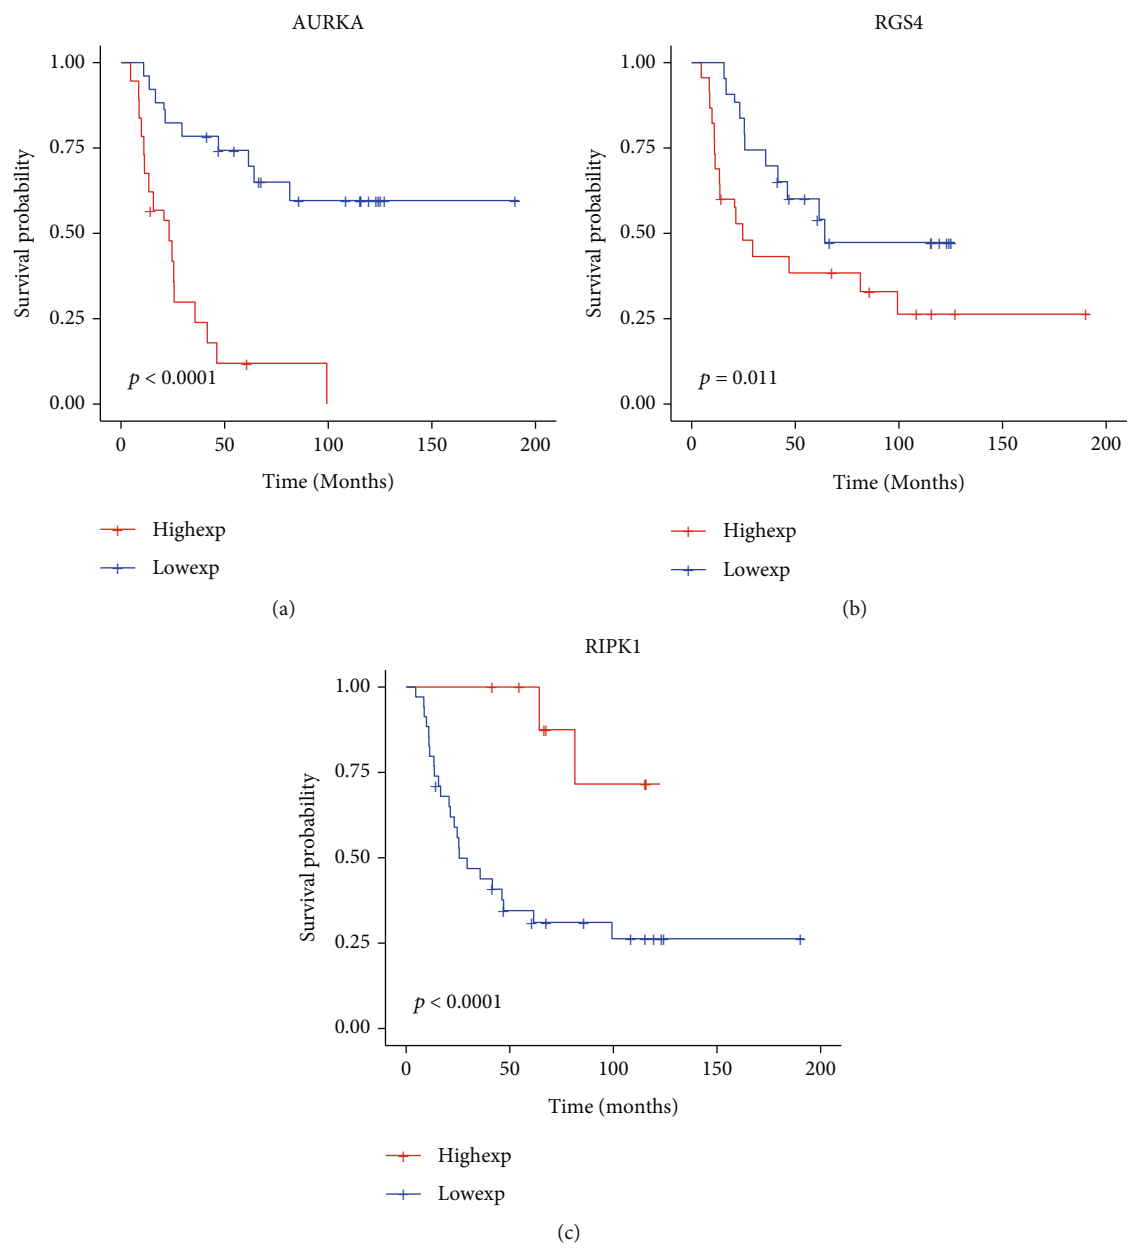 AURKA
1.00
0.75
0.50
0.25
0.00
Survival probability
p < 0.0001
0 50 100 150 200
Time (Months)
Highexp
Lowexp
(a)
RGS4
1.00
0.75
0.50
0.25
0.00
Survival probability
p = 0.011
0 50 100 150 200
Time (Months)
Highexp
Lowexp
(b)
RIPK1
1.00
0.75
0.50
0.25
0.00
Survival probability
p < 0.0001
0 50 100 150 200
Time (months)
Highexp
Lowexp
(c)